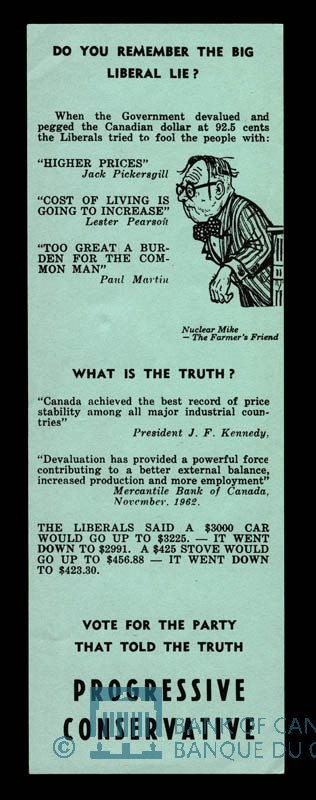 DO YOU REMEMBER THE BIG
LIBERAL LIE?
When the Government devalued and
pegged the Canadian dollar at 92.5 cents
the Liberals tried to fool the people with:
"HIGHER PRICES"
Jack Pickersgill
"COST OF LIVING IS
GOING TO INCREASE"
Lester Pearson
"TOO GREAT A BUR-
DEN FOR THE COM-
MON MAN"
Paul Martin
Nuclear Mike
— The Farmer's Friend
WHAT IS THE TRUTH?
"Canada achieved the best record of price
stability among all major industrial coun-
tries"
President J. F. Kennedy,
"Devaluation has provided a powerful force
contributing to a better external balance,
increased production and more employment"
Mercantile Bank of Canada,
November, 1962.
THE LIBERALS SAID A $3000 CAR
WOULD GO UP TO $3225. — IT WENT
DOWN TO $2991. A $425 STOVE WOULD
GO UP TO $456.88 — IT WENT DOWN
TO $423.30.
VOTE FOR THE PARTY
THAT TOLD THE TRUTH
PROGRESSIVE
CONSERVATIVE
BANK OF CAN
© BANQUE DU C